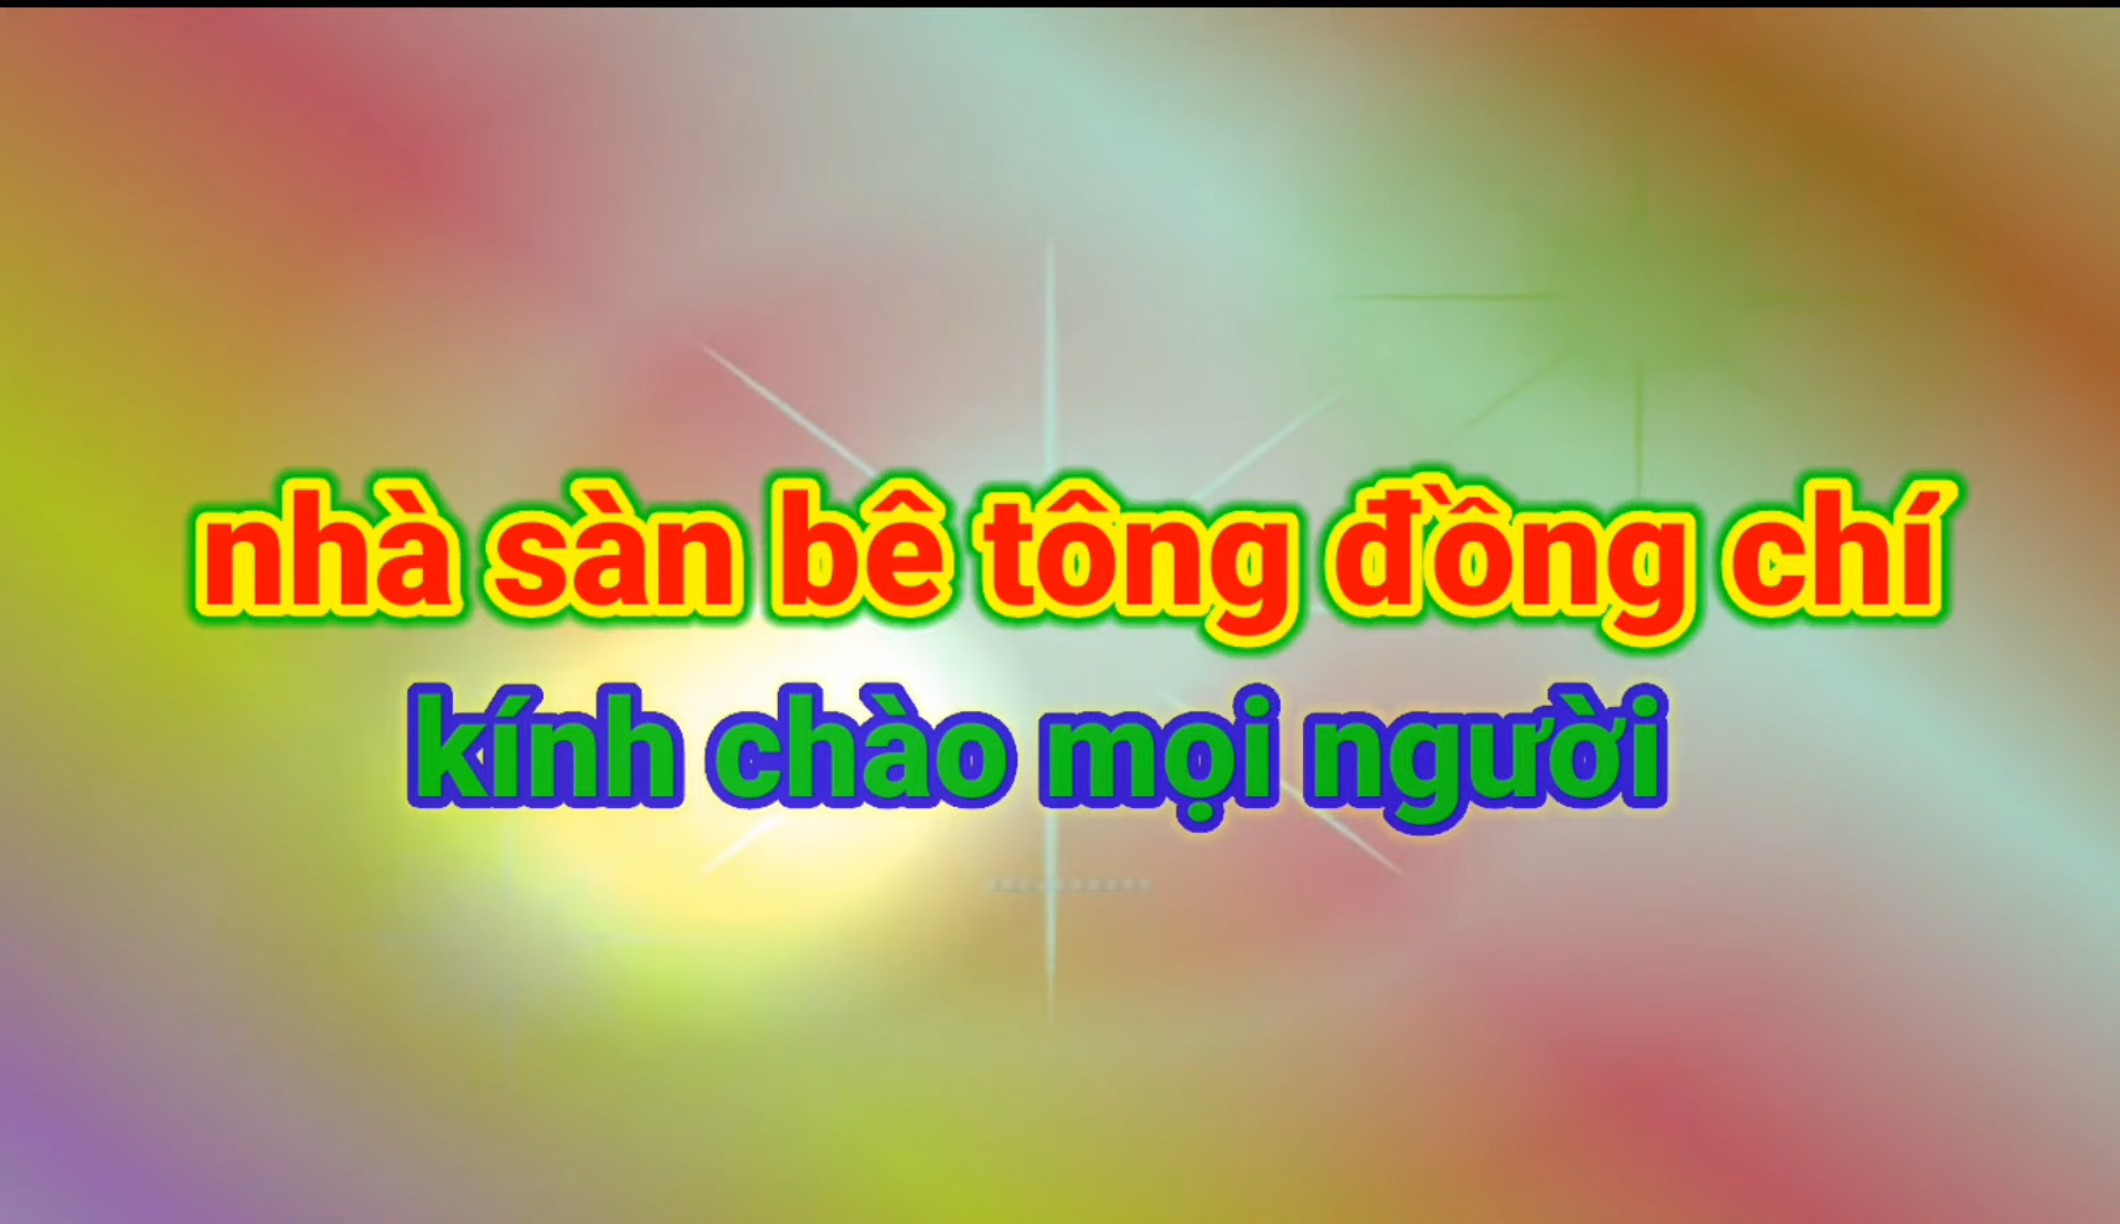 nhà sàn bê tông đồng chí
kính chào mọi người